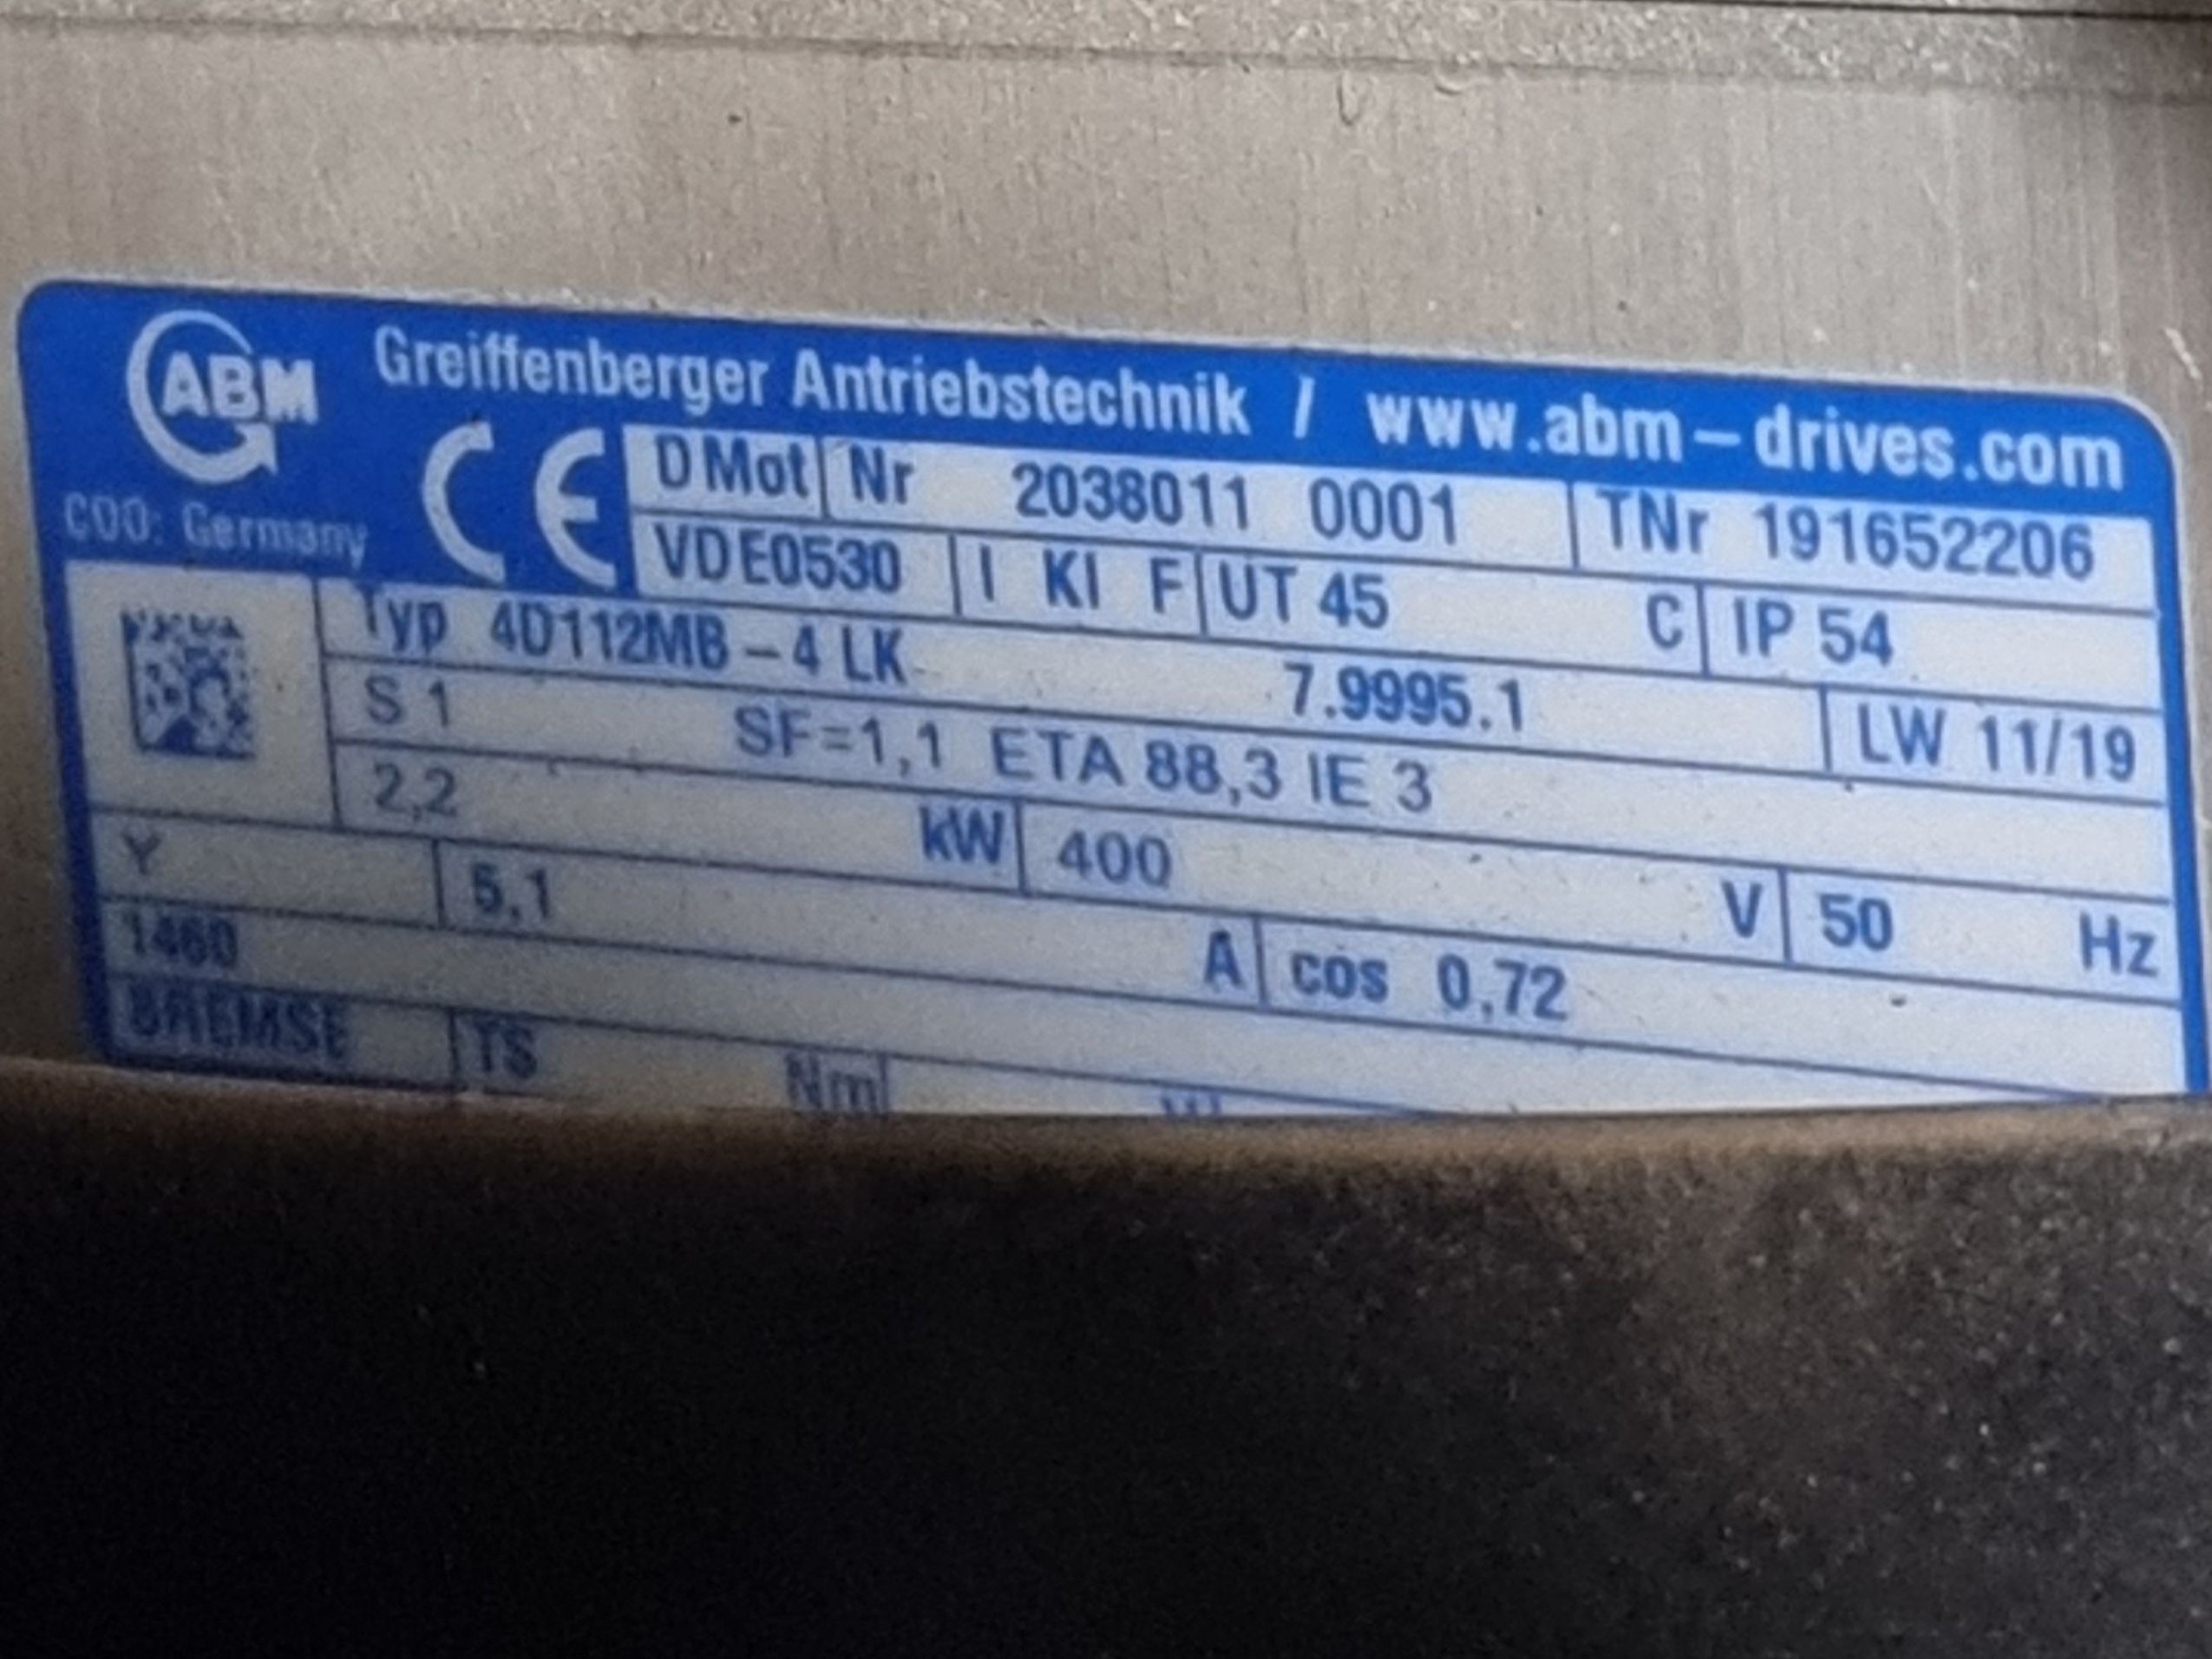 ABM Greiffenberger Antriebstechnik / www.abm-drives.com
COO: Germany CE
D Mot Nr 2038011 0001 TNr 191652206
VDE0530 I KI F UT 45 C IP 54
Typ 4D112MB-4 LK 7.9995.1 LW 11/19
S 1 SF=1,1 ETA 88,3 IE 3
2,2 kW 400 V 50 Hz
Y 5,1 A cos 0,72
1460
BREMSE TS Nm